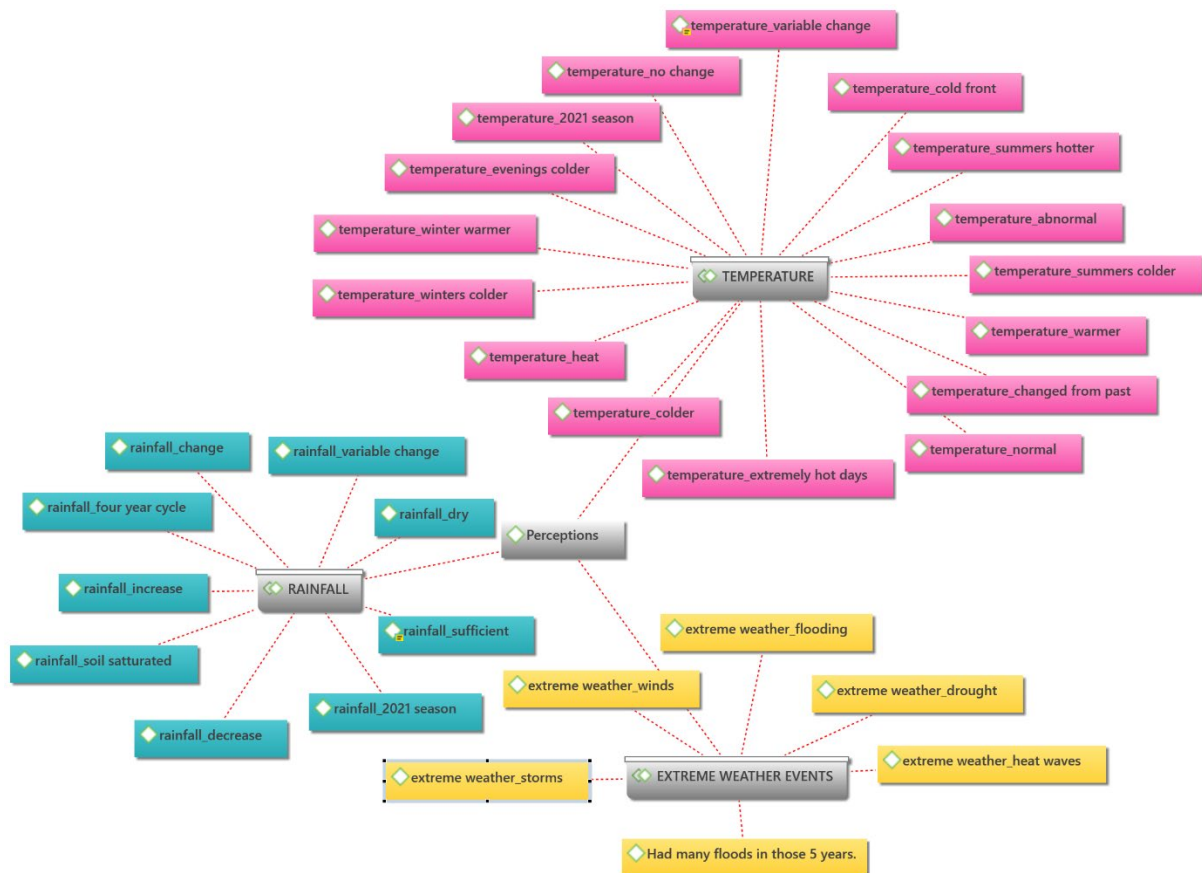 temperature_variable change
temperature_no change
temperature_cold front
temperature_2021 season
temperature_summers hotter
temperature_evenings colder
temperature_abnormal
temperature_winter warmer
temperature_summers colder
TEMPERATURE
temperature_winters colder
temperature_warmer
temperature_heat
temperature_changed from past
temperature_colder
temperature_normal
temperature_extremely hot days
rainfall_change
rainfall_variable change
rainfall_four year cycle
rainfall_dry
Perceptions
rainfall_increase
RAINFALL
rainfall_sufficient
rainfall_soil satturated
rainfall_2021 season
rainfall_decrease
extreme weather_flooding
extreme weather_winds
extreme weather_drought
extreme weather_heat waves
extreme weather_storms
EXTREME WEATHER EVENTS
Had many floods in those 5 years.